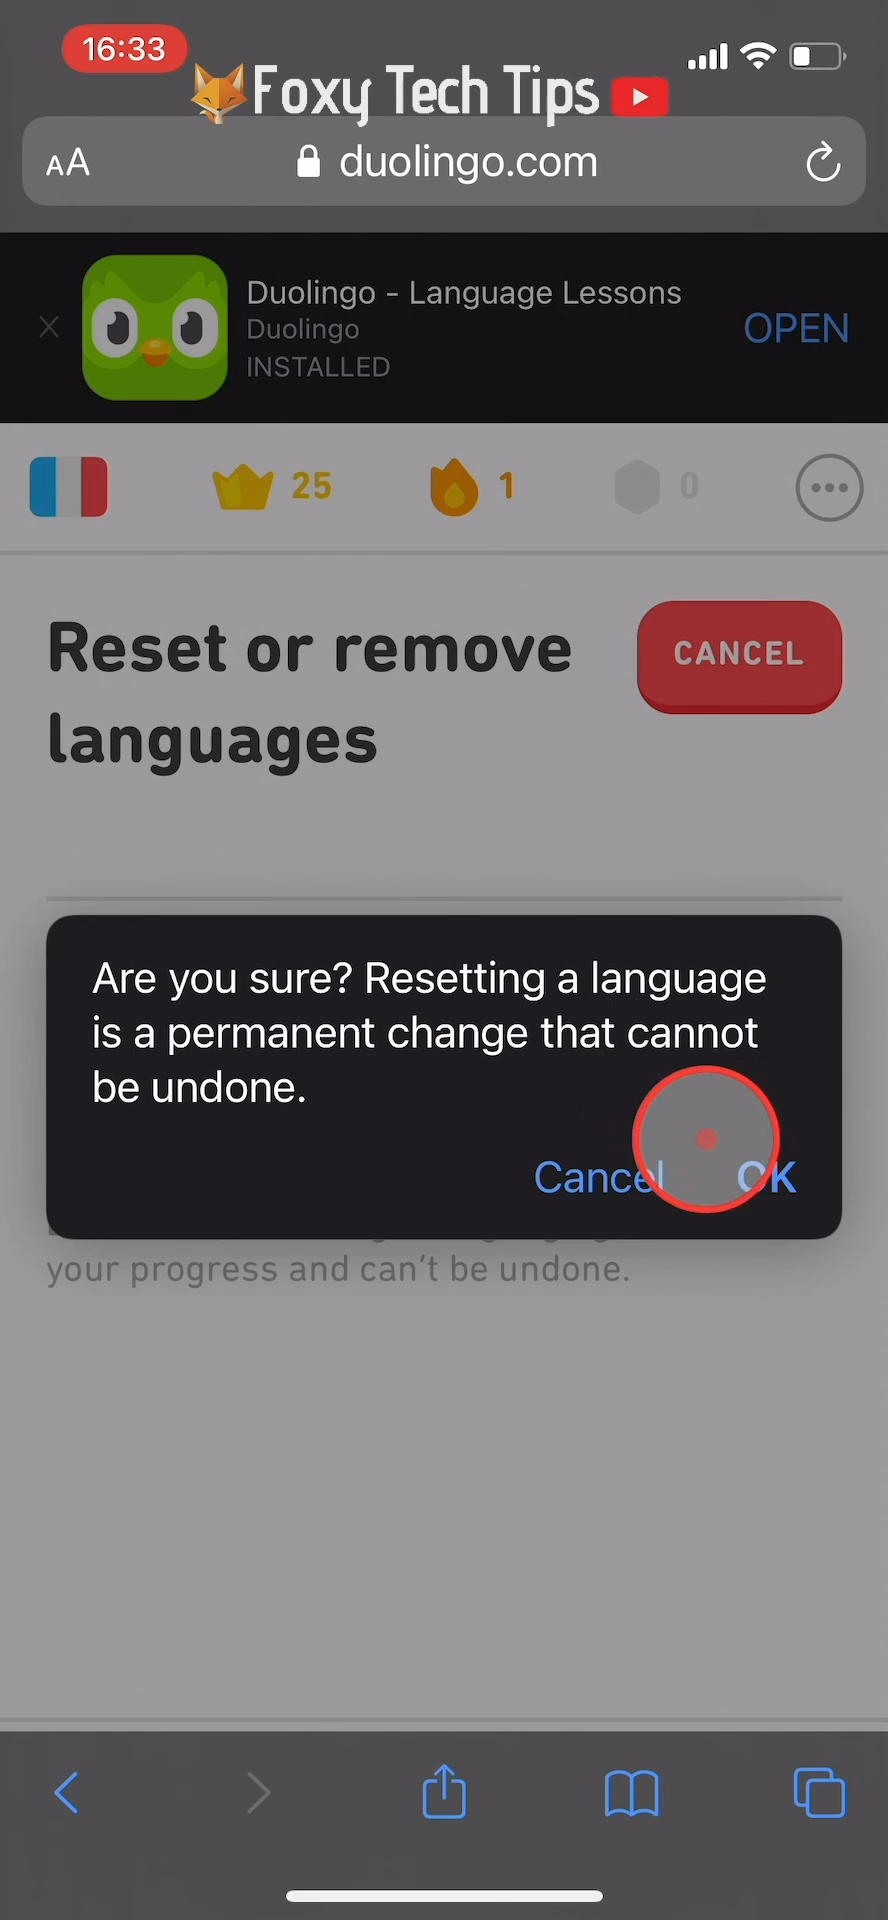 16:33
Foxy Tech Tips
AA
duolingo.com
Duolingo - Language Lessons
Duolingo
INSTALLED
OPEN
25
1
0
Reset or remove
languages
CANCEL
Are you sure? Resetting a language
is a permanent change that cannot
be undone.
Cancel
OK
your progress and can't be undone.